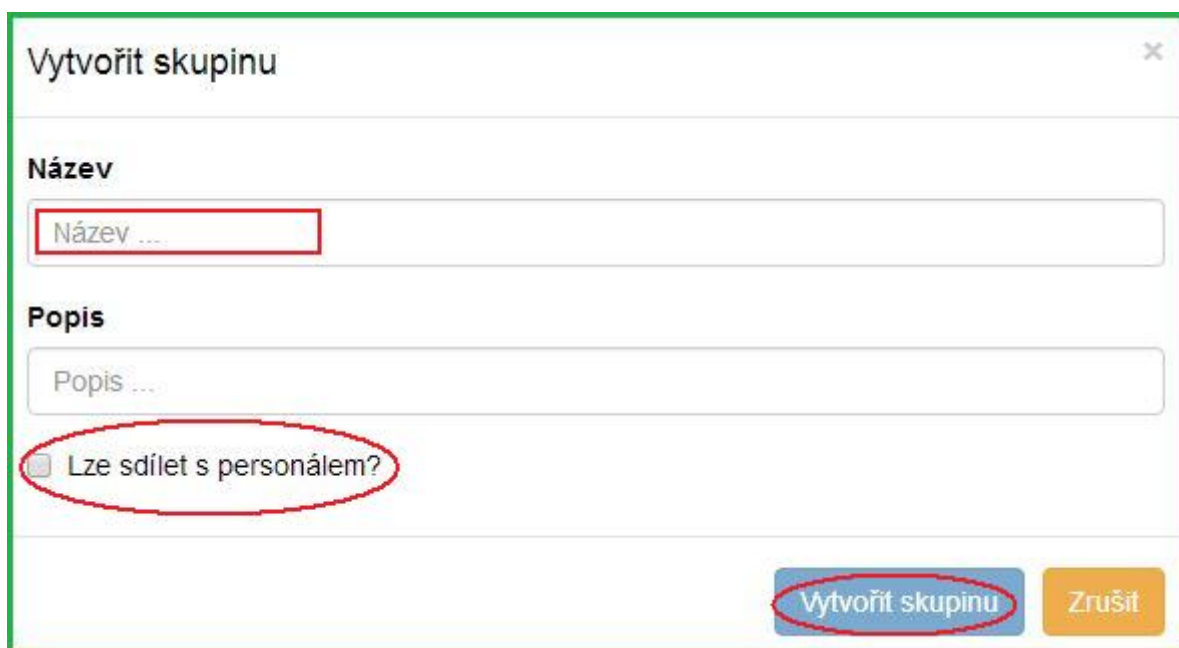 Vytvořit skupinu ×
Název
Název ...
Popis
Popis ...
Lze sdílet s personálem?
Vytvořit skupinu Zrušit